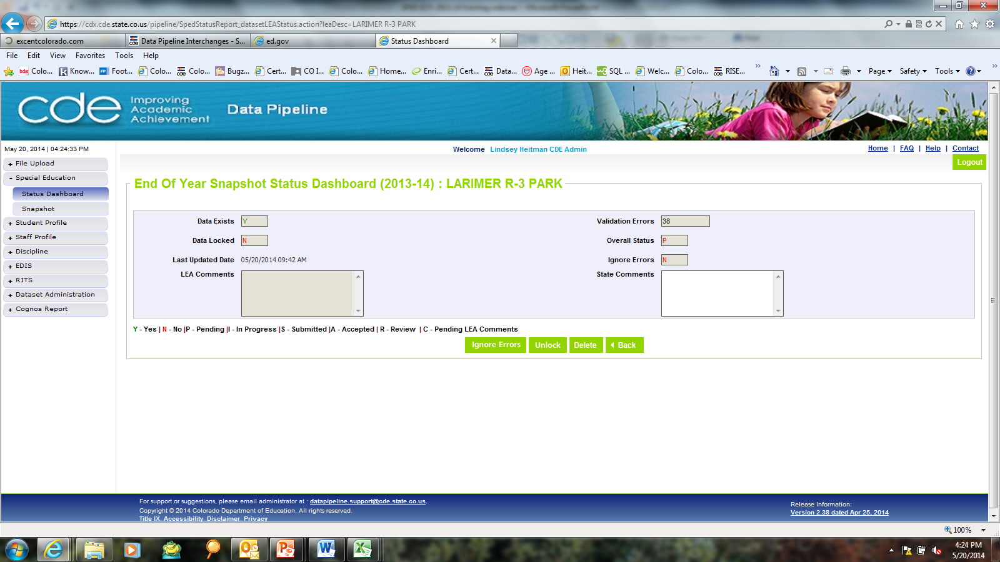 https://cdx.cde.state.co.us/pipeline/SpedStatusReport_datasetLEAStatus.action?leaDesc=LARIMER R-3 PARK
excentcolorado.com
Data Pipeline Interchanges - S...
ed.gov
Status Dashboard
File Edit View Favorites Tools Help
bds Colo... Know... FP Foot... Colo... Colo... Bugz... Cert... CO I... Colo... Home... Enri... Cert... Data... Age ... Heit... SQL ... Welc... Colo... RISE... » Page Safety Tools »
cde Improving Academic Achievement Data Pipeline
May 20, 2014 | 04:24:33 PM
Welcome Lindsey Heitman CDE Admin
Home | FAQ | Help | Contact
Logout
+ File Upload
- Special Education
Status Dashboard
Snapshot
+ Student Profile
+ Staff Profile
+ Discipline
+ EDIS
+ RITS
+ Dataset Administration
+ Cognos Report
End Of Year Snapshot Status Dashboard (2013-14) : LARIMER R-3 PARK
Data Exists Y Validation Errors 38
Data Locked N Overall Status P
Last Updated Date 05/20/2014 09:42 AM Ignore Errors N
LEA Comments State Comments
Y - Yes | N - No |P - Pending |I - In Progress |S - Submitted |A - Accepted | R - Review | C - Pending LEA Comments
Ignore Errors Unlock Delete Back
For support or suggestions, please email administrator at : datapipeline.support@cde.state.co.us.
Copyright © 2014 Colorado Department of Education. All rights reserved.
Title IX. Accessibility. Disclaimer. Privacy
Release Information:
Version 2.38 dated Apr 25, 2014
100%
4:24 PM
5/20/2014